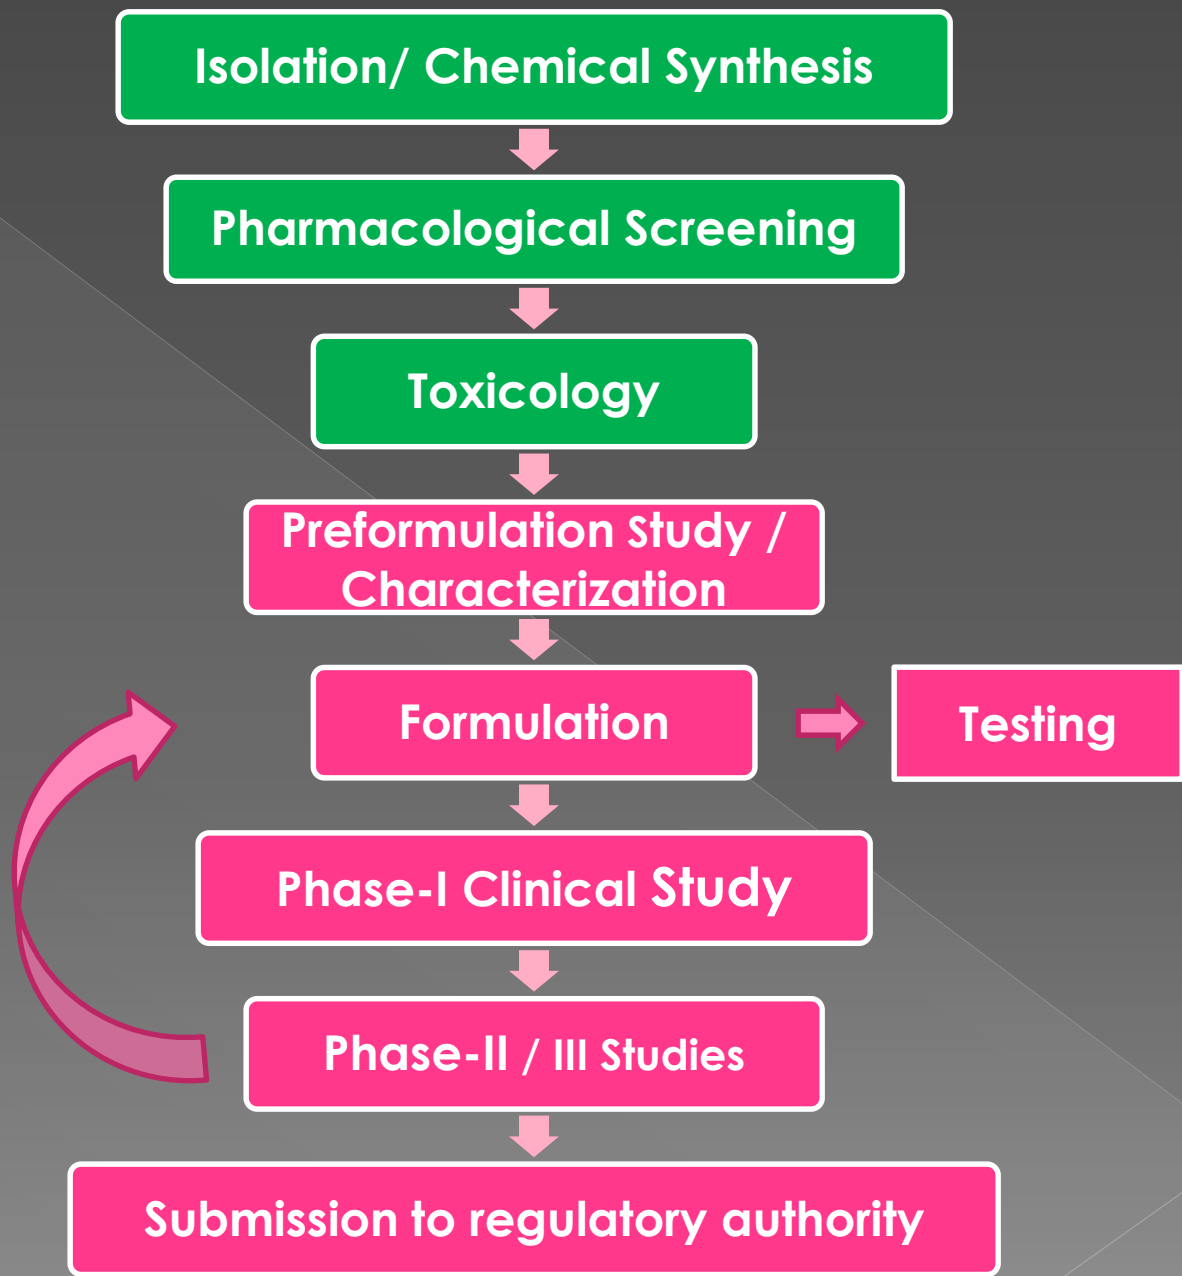 Isolation/ Chemical Synthesis
Pharmacological Screening
Toxicology
Preformulation Study /
Characterization
Formulation
Testing
Phase-I Clinical Study
Phase-II / III Studies
Submission to regulatory authority